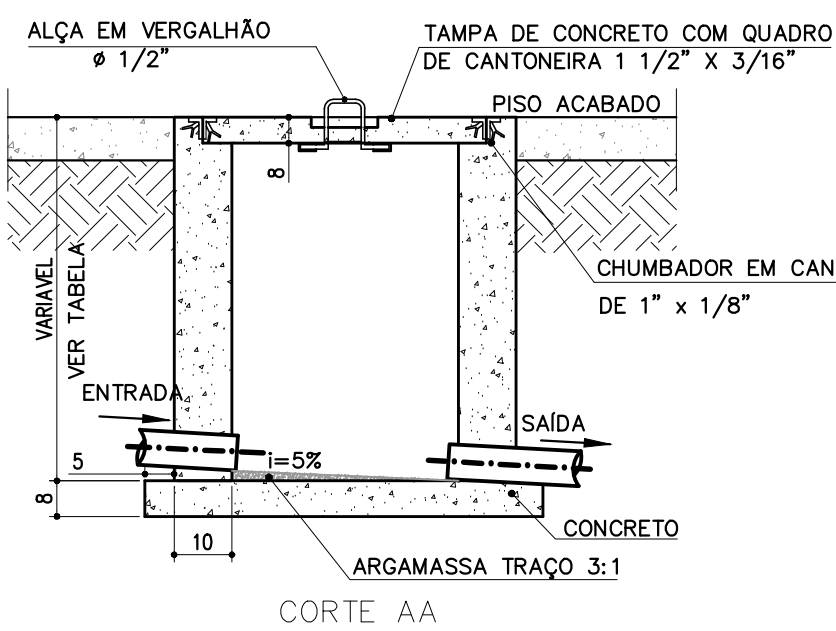 ALÇA EM VERGALHÃO
ø 1/2”
TAMPA DE CONCRETO COM QUADRO
DE CANTONEIRA 1 1/2” X 3/16”
PISO ACABADO
8
VARIAVEL
VER TABELA
CHUMBADOR EM CAN
DE 1” x 1/8”
ENTRADA
SAÍDA
i=5%
5
8
10
CONCRETO
ARGAMASSA TRAÇO 3:1
CORTE AA